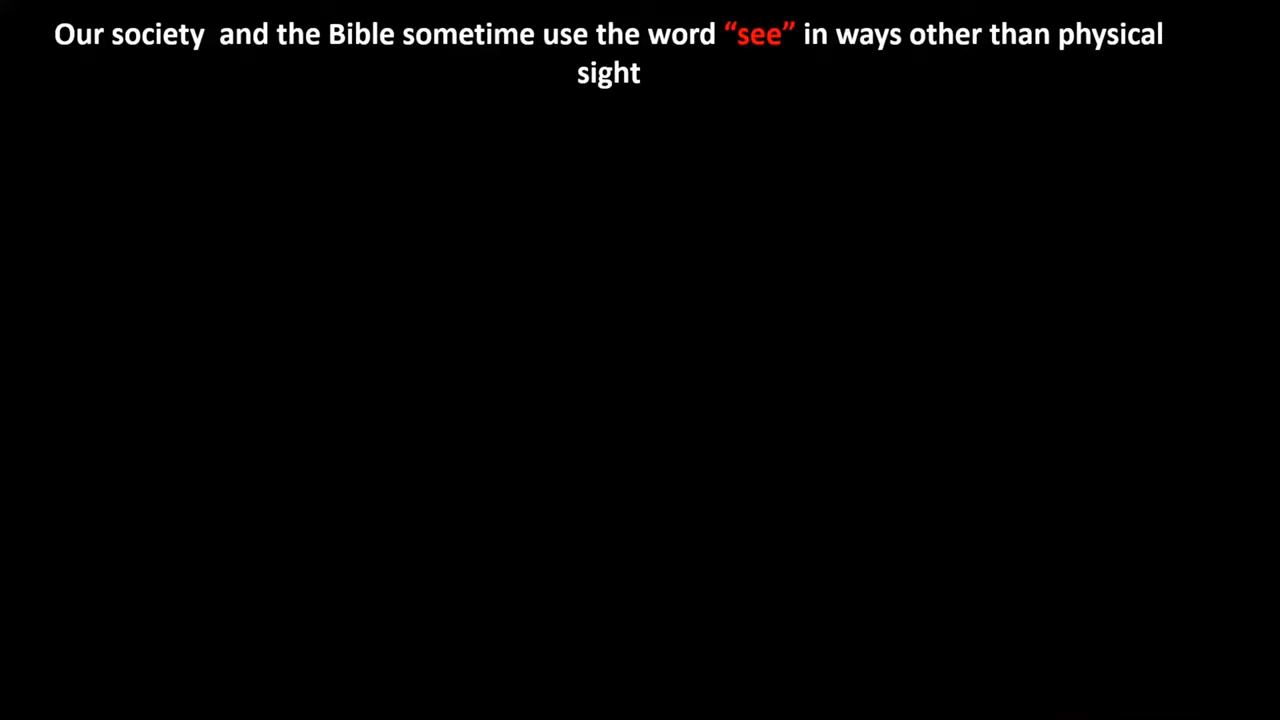 Our society  and the Bible sometime use the word “see” in ways other than physical
sight